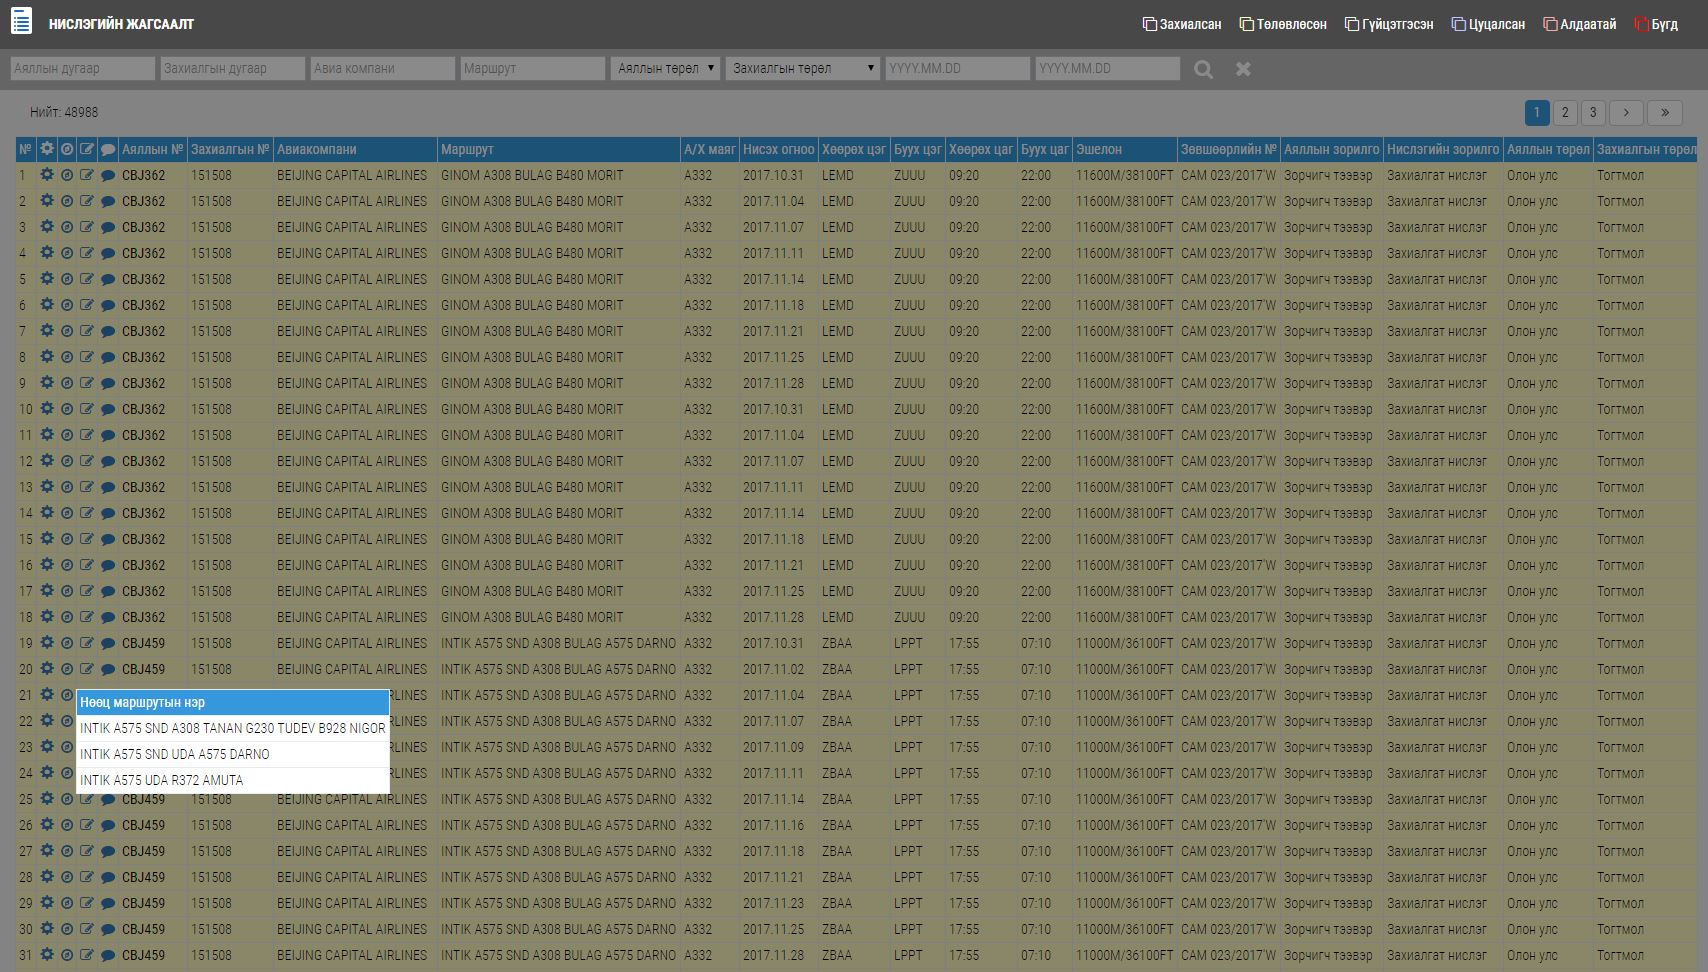 НИСЛЭГИЙН ЖАГСААЛТ Захиалсан Төлөвлөсөн Гүйцэтгэсэн Цуцалсан Алдаатай Бүгд
Аяллын дугаар Захиалгын дугаар Авиа компани Маршрут Аяллын төрөл Захиалгын төрөл YYYY.MM.DD YYYY.MM.DD
Нийт: 48988 1 2 3 › »
№ Аяллын № Захиалгын № Авиакомпани Маршрут А/Х маяг Нисэх огноо Хөөрөх цэг Буух цэг Хөөрөх цаг Буух цаг Эшелон Зөвшөөрлийн № Аяллын зорилго Нислэгийн зорилго Аяллын төрөл Захиалгын төрөл
1 CBJ362 151508 BEIJING CAPITAL AIRLINES GINOM A308 BULAG B480 MORIT A332 2017.10.31 LEMD ZUUU 09:20 22:00 11600M/38100FT CAM 023/2017'W Зорчигч тээвэр Захиалгат нислэг Олон улс Тогтмол
2 CBJ362 151508 BEIJING CAPITAL AIRLINES GINOM A308 BULAG B480 MORIT A332 2017.11.04 LEMD ZUUU 09:20 22:00 11600M/38100FT CAM 023/2017'W Зорчигч тээвэр Захиалгат нислэг Олон улс Тогтмол
3 CBJ362 151508 BEIJING CAPITAL AIRLINES GINOM A308 BULAG B480 MORIT A332 2017.11.07 LEMD ZUUU 09:20 22:00 11600M/38100FT CAM 023/2017'W Зорчигч тээвэр Захиалгат нислэг Олон улс Тогтмол
4 CBJ362 151508 BEIJING CAPITAL AIRLINES GINOM A308 BULAG B480 MORIT A332 2017.11.11 LEMD ZUUU 09:20 22:00 11600M/38100FT CAM 023/2017'W Зорчигч тээвэр Захиалгат нислэг Олон улс Тогтмол
5 CBJ362 151508 BEIJING CAPITAL AIRLINES GINOM A308 BULAG B480 MORIT A332 2017.11.14 LEMD ZUUU 09:20 22:00 11600M/38100FT CAM 023/2017'W Зорчигч тээвэр Захиалгат нислэг Олон улс Тогтмол
6 CBJ362 151508 BEIJING CAPITAL AIRLINES GINOM A308 BULAG B480 MORIT A332 2017.11.18 LEMD ZUUU 09:20 22:00 11600M/38100FT CAM 023/2017'W Зорчигч тээвэр Захиалгат нислэг Олон улс Тогтмол
7 CBJ362 151508 BEIJING CAPITAL AIRLINES GINOM A308 BULAG B480 MORIT A332 2017.11.21 LEMD ZUUU 09:20 22:00 11600M/38100FT CAM 023/2017'W Зорчигч тээвэр Захиалгат нислэг Олон улс Тогтмол
8 CBJ362 151508 BEIJING CAPITAL AIRLINES GINOM A308 BULAG B480 MORIT A332 2017.11.25 LEMD ZUUU 09:20 22:00 11600M/38100FT CAM 023/2017'W Зорчигч тээвэр Захиалгат нислэг Олон улс Тогтмол
9 CBJ362 151508 BEIJING CAPITAL AIRLINES GINOM A308 BULAG B480 MORIT A332 2017.11.28 LEMD ZUUU 09:20 22:00 11600M/38100FT CAM 023/2017'W Зорчигч тээвэр Захиалгат нислэг Олон улс Тогтмол
10 CBJ362 151508 BEIJING CAPITAL AIRLINES GINOM A308 BULAG B480 MORIT A332 2017.10.31 LEMD ZUUU 09:20 22:00 11600M/38100FT CAM 023/2017'W Зорчигч тээвэр Захиалгат нислэг Олон улс Тогтмол
11 CBJ362 151508 BEIJING CAPITAL AIRLINES GINOM A308 BULAG B480 MORIT A332 2017.11.04 LEMD ZUUU 09:20 22:00 11600M/38100FT CAM 023/2017'W Зорчигч тээвэр Захиалгат нислэг Олон улс Тогтмол
12 CBJ362 151508 BEIJING CAPITAL AIRLINES GINOM A308 BULAG B480 MORIT A332 2017.11.07 LEMD ZUUU 09:20 22:00 11600M/38100FT CAM 023/2017'W Зорчигч тээвэр Захиалгат нислэг Олон улс Тогтмол
13 CBJ362 151508 BEIJING CAPITAL AIRLINES GINOM A308 BULAG B480 MORIT A332 2017.11.11 LEMD ZUUU 09:20 22:00 11600M/38100FT CAM 023/2017'W Зорчигч тээвэр Захиалгат нислэг Олон улс Тогтмол
14 CBJ362 151508 BEIJING CAPITAL AIRLINES GINOM A308 BULAG B480 MORIT A332 2017.11.14 LEMD ZUUU 09:20 22:00 11600M/38100FT CAM 023/2017'W Зорчигч тээвэр Захиалгат нислэг Олон улс Тогтмол
15 CBJ362 151508 BEIJING CAPITAL AIRLINES GINOM A308 BULAG B480 MORIT A332 2017.11.18 LEMD ZUUU 09:20 22:00 11600M/38100FT CAM 023/2017'W Зорчигч тээвэр Захиалгат нислэг Олон улс Тогтмол
16 CBJ362 151508 BEIJING CAPITAL AIRLINES GINOM A308 BULAG B480 MORIT A332 2017.11.21 LEMD ZUUU 09:20 22:00 11600M/38100FT CAM 023/2017'W Зорчигч тээвэр Захиалгат нислэг Олон улс Тогтмол
17 CBJ362 151508 BEIJING CAPITAL AIRLINES GINOM A308 BULAG B480 MORIT A332 2017.11.25 LEMD ZUUU 09:20 22:00 11600M/38100FT CAM 023/2017'W Зорчигч тээвэр Захиалгат нислэг Олон улс Тогтмол
18 CBJ362 151508 BEIJING CAPITAL AIRLINES GINOM A308 BULAG B480 MORIT A332 2017.11.28 LEMD ZUUU 09:20 22:00 11600M/38100FT CAM 023/2017'W Зорчигч тээвэр Захиалгат нислэг Олон улс Тогтмол
19 CBJ459 151508 BEIJING CAPITAL AIRLINES INTIK A575 SND A308 BULAG A575 DARNO A332 2017.10.31 ZBAA LPPT 17:55 07:10 11000M/36100FT CAM 023/2017'W Зорчигч тээвэр Захиалгат нислэг Олон улс Тогтмол
20 CBJ459 151508 BEIJING CAPITAL AIRLINES INTIK A575 SND A308 BULAG A575 DARNO A332 2017.11.02 ZBAA LPPT 17:55 07:10 11000M/36100FT CAM 023/2017'W Зорчигч тээвэр Захиалгат нислэг Олон улс Тогтмол
21 RLINES INTIK A575 SND A308 BULAG A575 DARNO A332 2017.11.04 ZBAA LPPT 17:55 07:10 11000M/36100FT CAM 023/2017'W Зорчигч тээвэр Захиалгат нислэг Олон улс Тогтмол
Нөөц маршрутын нэр
22 INTIK A575 SND A308 BULAG A575 DARNO A332 2017.11.07 ZBAA LPPT 17:55 07:10 11000M/36100FT CAM 023/2017'W Зорчигч тээвэр Захиалгат нислэг Олон улс Тогтмол
INTIK A575 SND A308 TANAN G230 TUDEV B928 NIGOR
23 INTIK A575 SND A308 BULAG A575 DARNO A332 2017.11.09 ZBAA LPPT 17:55 07:10 11000M/36100FT CAM 023/2017'W Зорчигч тээвэр Захиалгат нислэг Олон улс Тогтмол
INTIK A575 SND UDA A575 DARNO
24 INTIK A575 SND A308 BULAG A575 DARNO A332 2017.11.11 ZBAA LPPT 17:55 07:10 11000M/36100FT CAM 023/2017'W Зорчигч тээвэр Захиалгат нислэг Олон улс Тогтмол
INTIK A575 UDA R372 AMUTA
25 CBJ459 151508 BEIJING CAPITAL AIRLINES INTIK A575 SND A308 BULAG A575 DARNO A332 2017.11.14 ZBAA LPPT 17:55 07:10 11000M/36100FT CAM 023/2017'W Зорчигч тээвэр Захиалгат нислэг Олон улс Тогтмол
26 CBJ459 151508 BEIJING CAPITAL AIRLINES INTIK A575 SND A308 BULAG A575 DARNO A332 2017.11.16 ZBAA LPPT 17:55 07:10 11000M/36100FT CAM 023/2017'W Зорчигч тээвэр Захиалгат нислэг Олон улс Тогтмол
27 CBJ459 151508 BEIJING CAPITAL AIRLINES INTIK A575 SND A308 BULAG A575 DARNO A332 2017.11.18 ZBAA LPPT 17:55 07:10 11000M/36100FT CAM 023/2017'W Зорчигч тээвэр Захиалгат нислэг Олон улс Тогтмол
28 CBJ459 151508 BEIJING CAPITAL AIRLINES INTIK A575 SND A308 BULAG A575 DARNO A332 2017.11.21 ZBAA LPPT 17:55 07:10 11000M/36100FT CAM 023/2017'W Зорчигч тээвэр Захиалгат нислэг Олон улс Тогтмол
29 CBJ459 151508 BEIJING CAPITAL AIRLINES INTIK A575 SND A308 BULAG A575 DARNO A332 2017.11.23 ZBAA LPPT 17:55 07:10 11000M/36100FT CAM 023/2017'W Зорчигч тээвэр Захиалгат нислэг Олон улс Тогтмол
30 CBJ459 151508 BEIJING CAPITAL AIRLINES INTIK A575 SND A308 BULAG A575 DARNO A332 2017.11.25 ZBAA LPPT 17:55 07:10 11000M/36100FT CAM 023/2017'W Зорчигч тээвэр Захиалгат нислэг Олон улс Тогтмол
31 CBJ459 151508 BEIJING CAPITAL AIRLINES INTIK A575 SND A308 BULAG A575 DARNO A332 2017.11.28 ZBAA LPPT 17:55 07:10 11000M/36100FT CAM 023/2017'W Зорчигч тээвэр Захиалгат нислэг Олон улс Тогтмол